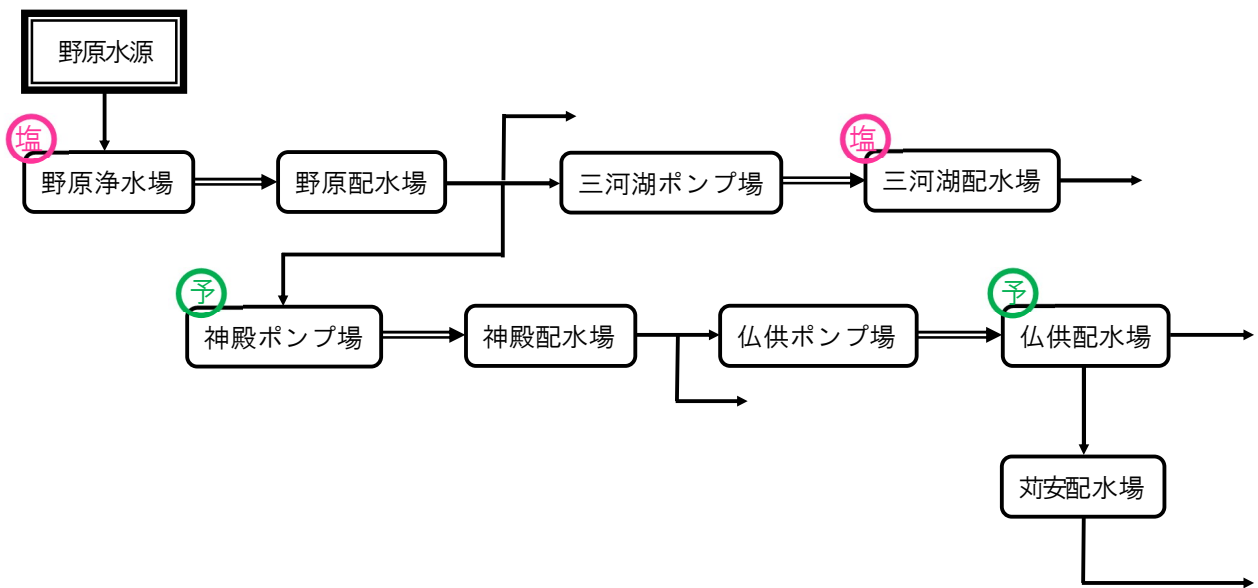 野原水源
塩
野原浄水場
野原配水場
三河湖ポンプ場
塩
三河湖配水場
予
神殿ポンプ場
神殿配水場
仏供ポンプ場
予
仏供配水場
苅安配水場